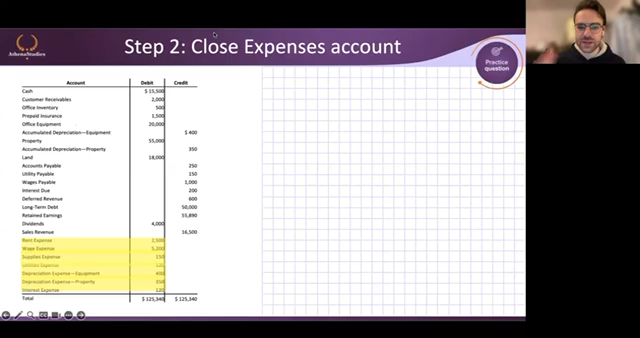 Step 2: Close Expenses account
AthenaStudies
Practice
question
Account Debit Credit
Cash $ 15,500
Customer Receivables 2,000
Office Inventory 500
Prepaid Insurance 1,500
Office Equipment 20,000
Accumulated Depreciation—Equipment $ 400
Property 55,000
Accumulated Depreciation—Property 350
Land 18,000
Accounts Payable 250
Utility Payable 150
Wages Payable 1,000
Interest Due 200
Deferred Revenue 600
Long-Term Debt 50,000
Retained Earnings 55,890
Dividends 4,000
Sales Revenue 16,500
Rent Expense 2,500
Wage Expense 5,200
Supplies Expense 150
Utilities Expense
Depreciation Expense—Equipment 400
Depreciation Expense—Property 350
Interest Expense
Total $ 125,340 $ 125,340